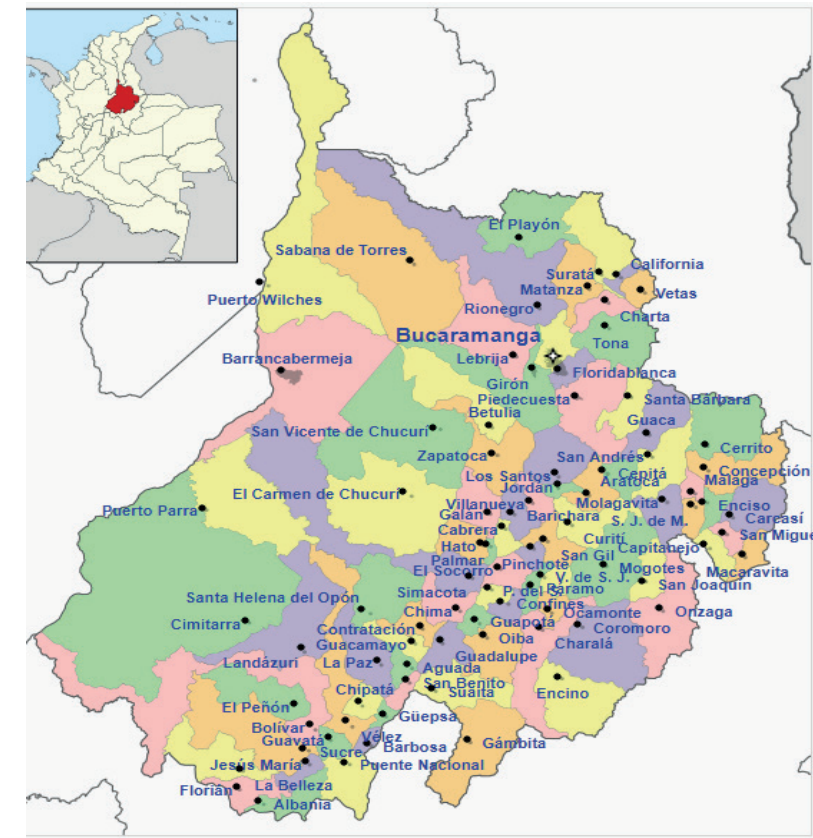 El Playón
Sabana de Torres
California
Suratá
Matanza
Vetas
Puerto Wilches
Rionegro
Charta
Bucaramanga
Tona
Barrancabermeja
Lebrija
Floridablanca
Girón
Piedecuesta
Santa Bárbara
Betulia
Guaca
San Vicente de Chucurí
Cerrito
Zapatoca
San Andrés
Concepción
Cepitá
Los Santos
Málaga
Aratoca
Jordán
El Carmen de Chucurí
Villanueva
Molagavita
Enciso
Puerto Parra
Galán
Barichara
Carcasí
S. J. de M.
Cabrera
San Migue
Curití
Hato
Capitanejo
San Gil
Palmar
Pinchote
Macaravita
El Socorro
Mogotes
V. de S. J.
San Joaquín
Páramo
P. del S.
Simacota
Santa Helena del Opón
Confines
Chima
Onzaga
Ocamonte
Cimitarra
Guapota
Contratación
Coromoro
Oiba
Guacamayo
Charalá
Guadalupe
Landázuri
La Paz
Aguada
San Benito
Chipatá
Suaita
Encino
El Peñón
Güepsa
Bolívar
Vélez
Guavatá
Barbosa
Gámbita
Sucre
Jesús María
Puente Nacional
La Belleza
Florián
Albania